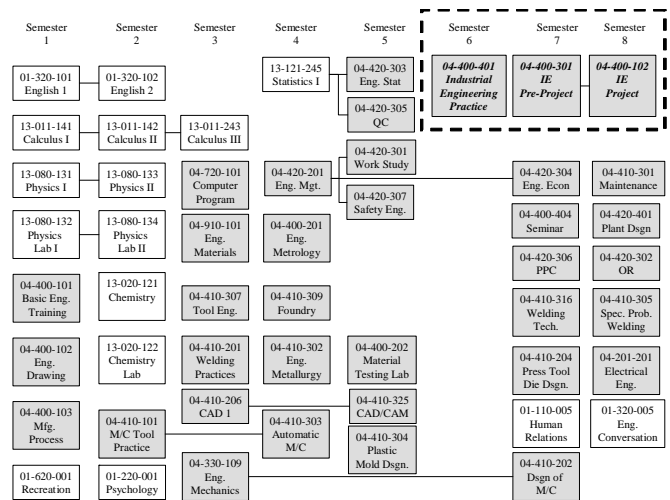 Semester
1
Semester
2
Semester
3
Semester
4
Semester
5
Semester
6
Semester
7
Semester
8
01-320-101
English 1
01-320-102
English 2
13-121-245
Statistics I
04-420-303
Eng. Stat
04-400-401
Industrial
Engineering
Practice
04-400-301
IE
Pre-Project
04-400-102
IE
Project
04-420-305
QC
13-011-141
Calculus I
13-011-142
Calculus II
13-011-243
Calculus III
04-420-301
Work Study
13-080-131
Physics I
13-080-133
Physics II
04-720-101
Computer
Program
04-420-201
Eng. Mgt.
04-420-307
Safety Eng.
04-420-304
Eng. Econ
04-410-301
Maintenance
13-080-132
Physics
Lab I
13-080-134
Physics
Lab II
04-910-101
Eng.
Materials
04-400-201
Eng.
Metrology
04-400-404
Seminar
04-420-401
Plant Dsgn
04-420-306
PPC
04-420-302
OR
04-400-101
Basic Eng.
Training
13-020-121
Chemistry
04-410-307
Tool Eng.
04-410-309
Foundry
04-410-316
Welding
Tech.
04-410-305
Spec. Prob.
Welding
04-400-102
Eng.
Drawing
13-020-122
Chemistry
Lab
04-410-201
Welding
Practices
04-410-302
Eng.
Metallurgy
04-400-202
Material
Testing Lab
04-410-204
Press Tool
Die Dsgn.
04-201-201
Electrical
Eng.
04-410-206
CAD 1
04-410-325
CAD/CAM
04-400-103
Mfg.
Process
04-410-101
M/C Tool
Practice
04-410-303
Automatic
M/C
04-410-304
Plastic
Mold Dsgn.
01-110-005
Human
Relations
01-320-005
Eng.
Conversation
01-620-001
Recreation
01-220-001
Psychology
04-330-109
Eng.
Mechanics
04-410-202
Dsgn of
M/C